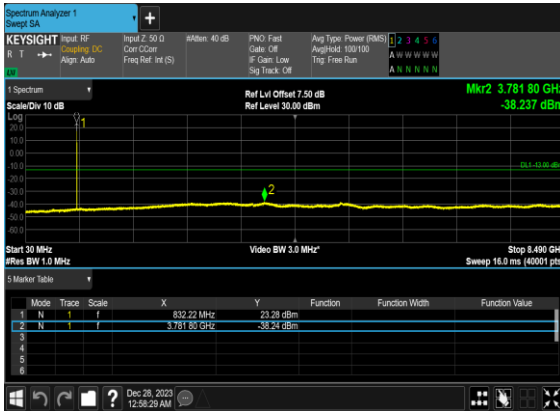 Spectrum Analyzer 1
Swept SA
KEYSIGHT
R T
Input: RF
Coupling: DC
Align: Auto
Input Z: 50 Ω
Corr CCorr
Freq Ref: Int (S)
#Atten: 40 dB
PNO: Fast
Gate: Off
IF Gain: Low
Sig Track: Off
Avg Type: Power (RMS)
Avg|Hold: 100/100
Trig: Free Run
1 2 3 4 5 6
A W W W W W
A N N N N N
1 Spectrum
Scale/Div 10 dB
Ref Lvl Offset 7.50 dB
Ref Level 30.00 dBm
Mkr2 3.781 80 GHz
-38.237 dBm
Log
20.0
10.0
0.00
-10.0
-20.0
-30.0
-40.0
-50.0
-60.0
1
2
DL1 -13.00 dBm
Start 30 MHz
#Res BW 1.0 MHz
Video BW 3.0 MHz*
Stop 8.490 GH
Sweep 16.0 ms (40001 pts
5 Marker Table
Mode Trace Scale X Y Function Function Width Function Value
1 N 1 f 832.22 MHz 23.28 dBm
2 N 1 f 3.781 80 GHz -38.24 dBm
3
4
5
6
?
Dec 28, 2023
12:58:29 AM